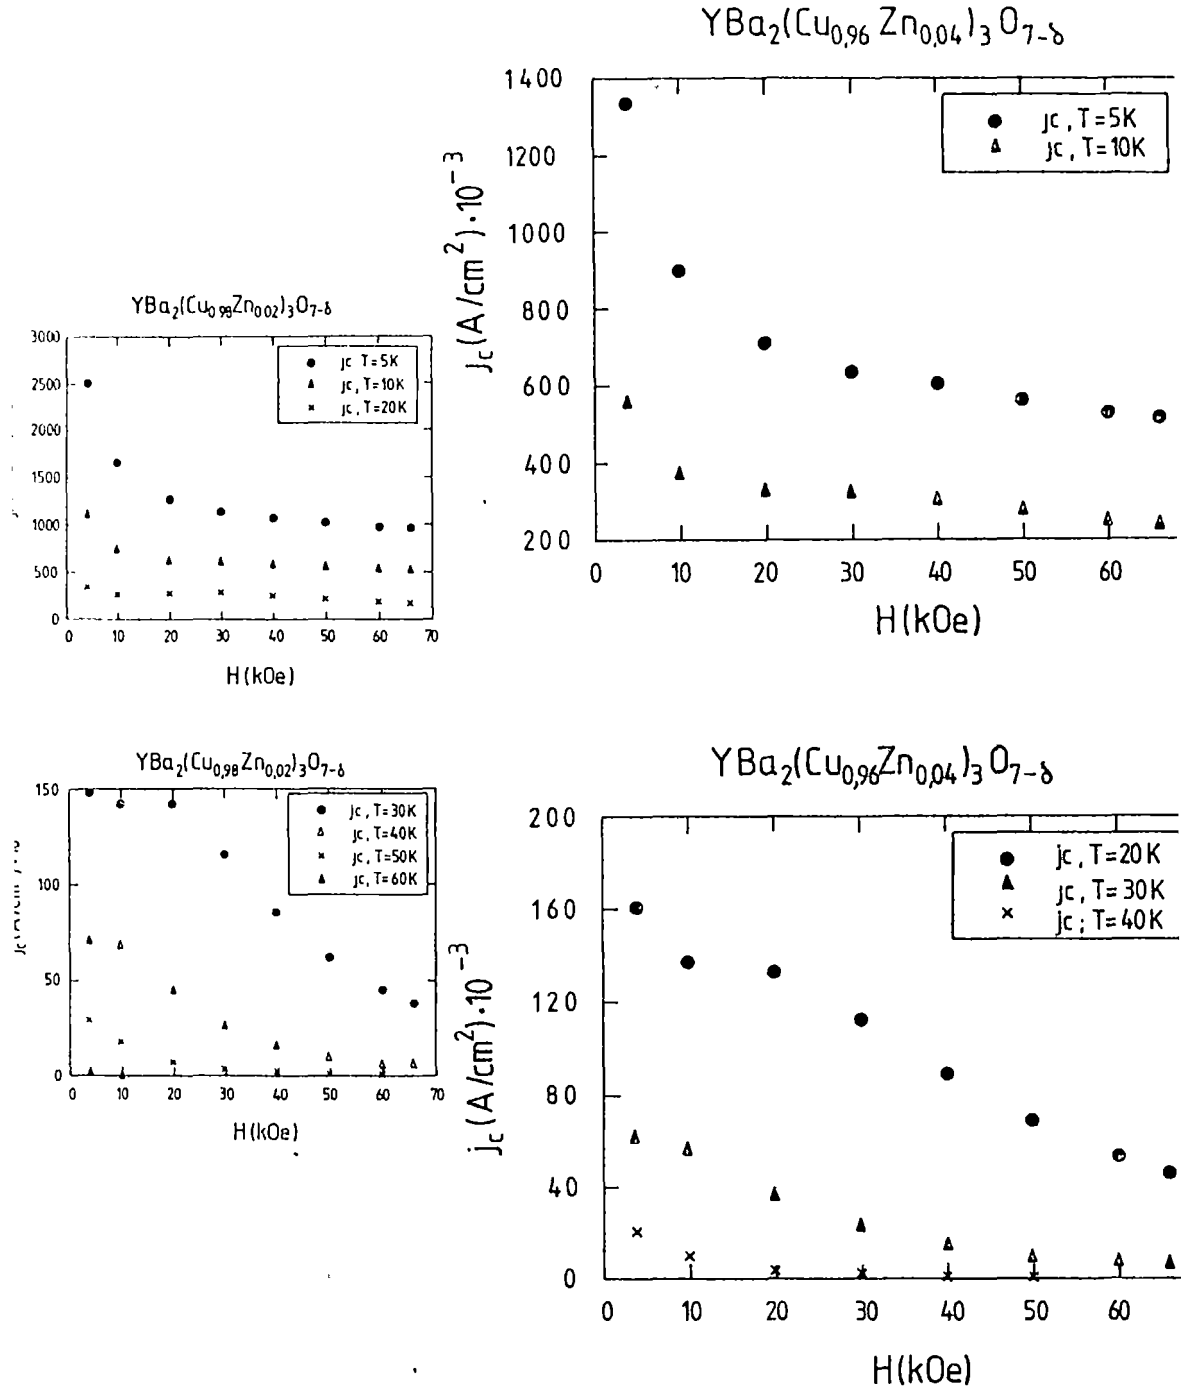 YBa2(Cu0,96 Zn0,04)3 O7-δ
1400
1200
1000
800
600
400
200
jc (A/cm2)·10-3
jc, T=5K
jc, T=10K
0 10 20 30 40 50 60
H(kOe)
YBa2(Cu0 98Zn0 02)3O7-δ
3000
2500
2000
1500
1000
500
0
jc T=5K
jc, T=10K
jc, T=20K
0 10 20 30 40 50 60 70
H(kOe)
YBa2(Cu0,98Zn0,02)3O7-δ
150
100
50
0
jc, T=30K
jc, T=40K
jc, T=50K
jc, T=60K
0 10 20 30 40 50 60 70
H(kOe)
YBa2(Cu0,96Zn0,04)3O7-δ
200
160
120
80
40
0
jc (A/cm2)·10-3
jc, T=20K
jc, T=30K
jc; T=40K
0 10 20 30 40 50 60
H(kOe)